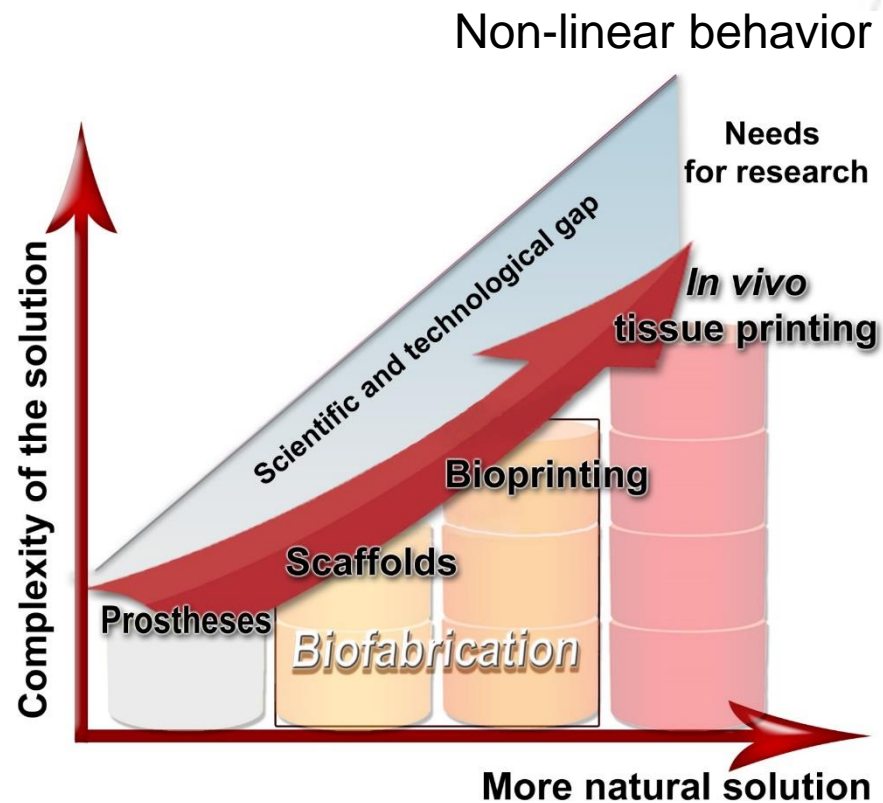 Non-linear behavior
Needs
for research
Scientific and technological gap
In vivo
tissue printing
Bioprinting
Scaffolds
Prostheses
Biofabrication
Complexity of the solution
More natural solution